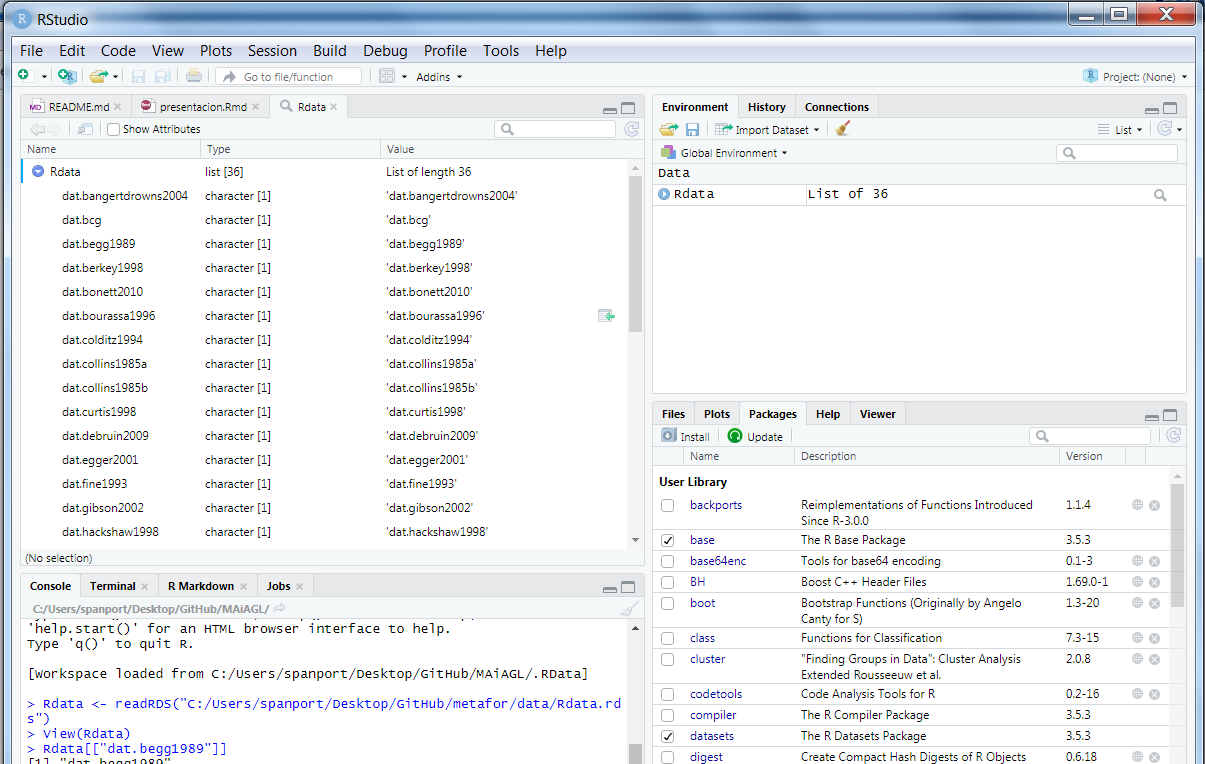 RStudio
File Edit Code View Plots Session Build Debug Profile Tools Help
Go to file/function Addins Project: (None)
README.md presentacion.Rmd Rdata
Show Attributes
Name Type Value
Rdata list [36] List of length 36
dat.bangertdrowns2004 character [1] 'dat.bangertdrowns2004'
dat.bcg character [1] 'dat.bcg'
dat.begg1989 character [1] 'dat.begg1989'
dat.berkey1998 character [1] 'dat.berkey1998'
dat.bonett2010 character [1] 'dat.bonett2010'
dat.bourassa1996 character [1] 'dat.bourassa1996'
dat.colditz1994 character [1] 'dat.colditz1994'
dat.collins1985a character [1] 'dat.collins1985a'
dat.collins1985b character [1] 'dat.collins1985b'
dat.curtis1998 character [1] 'dat.curtis1998'
dat.debruin2009 character [1] 'dat.debruin2009'
dat.egger2001 character [1] 'dat.egger2001'
dat.fine1993 character [1] 'dat.fine1993'
dat.gibson2002 character [1] 'dat.gibson2002'
dat.hackshaw1998 character [1] 'dat.hackshaw1998'
(No selection)
Console Terminal R Markdown Jobs
C:/Users/spanport/Desktop/GitHub/MAiAGL/
'help.start()' for an HTML browser interface to help.
Type 'q()' to quit R.
[Workspace loaded from C:/Users/spanport/Desktop/GitHub/MAiAGL/.RData]
> Rdata <- readRDS("C:/Users/spanport/Desktop/GitHub/metafor/data/Rdata.rd
s")
> View(Rdata)
> Rdata[["dat.begg1989"]]
[1] "dat.begg1989"
Environment History Connections
Import Dataset List
Global Environment
Data
Rdata List of 36
Files Plots Packages Help Viewer
Install Update
Name Description Version
User Library
backports Reimplementations of Functions Introduced 1.1.4
Since R-3.0.0
base The R Base Package 3.5.3
base64enc Tools for base64 encoding 0.1-3
BH Boost C++ Header Files 1.69.0-1
boot Bootstrap Functions (Originally by Angelo 1.3-20
Canty for S)
class Functions for Classification 7.3-15
cluster "Finding Groups in Data": Cluster Analysis 2.0.8
Extended Rousseeuw et al.
codetools Code Analysis Tools for R 0.2-16
compiler The R Compiler Package 3.5.3
datasets The R Datasets Package 3.5.3
digest Create Compact Hash Digests of R Objects 0.6.18